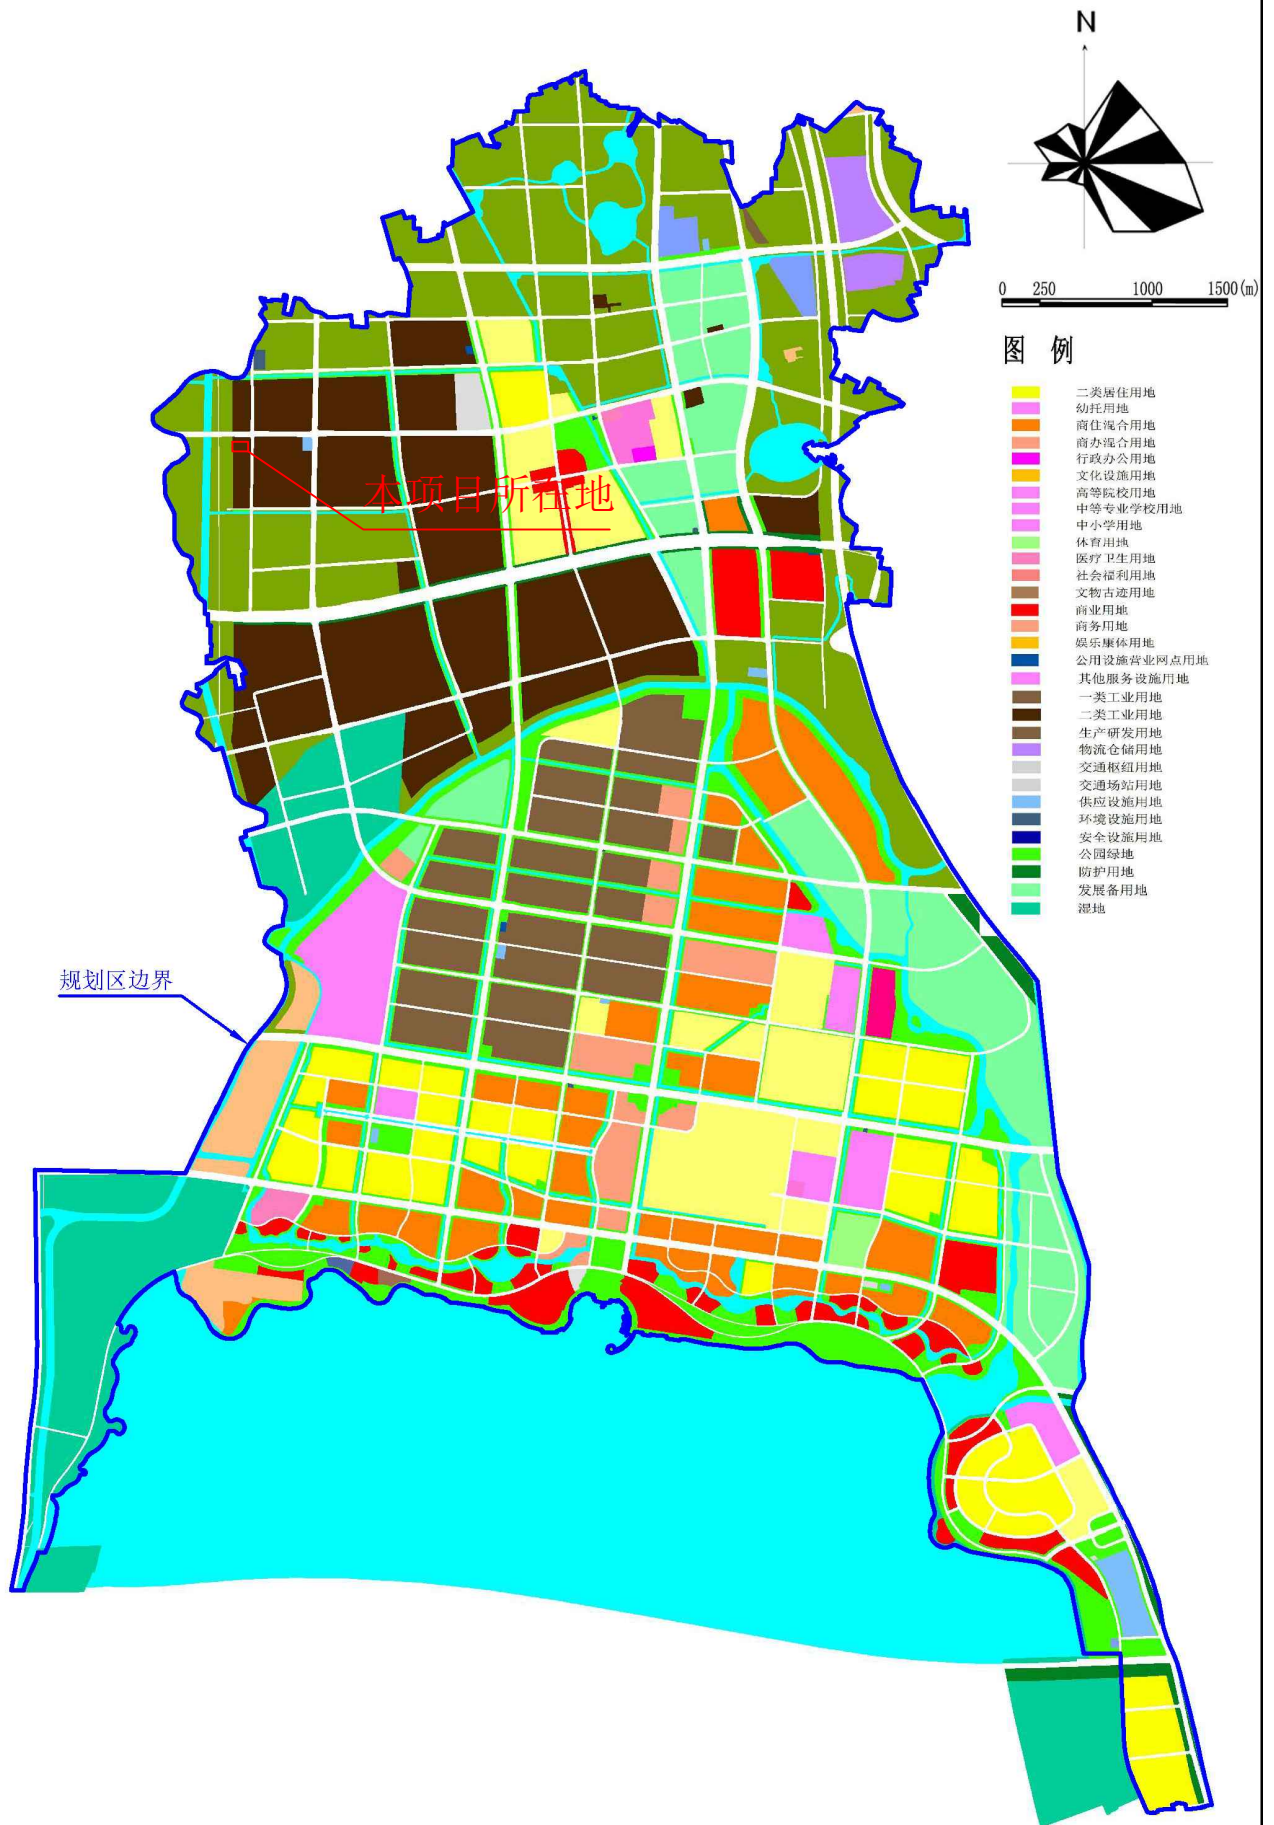 N
0 250 1000 1500(m)
图 例
二类居住用地
幼托用地
商住混合用地
商办混合用地
行政办公用地
文化设施用地
高等院校用地
中等专业学校用地
中小学用地
体育用地
医疗卫生用地
社会福利用地
文物古迹用地
商业用地
商务用地
娱乐康体用地
公用设施营业网点用地
其他服务设施用地
一类工业用地
二类工业用地
生产研发用地
物流仓储用地
交通枢纽用地
交通场站用地
供应设施用地
环境设施用地
安全设施用地
公园绿地
防护用地
发展备用地
湿地
本项目所在地
规划区边界